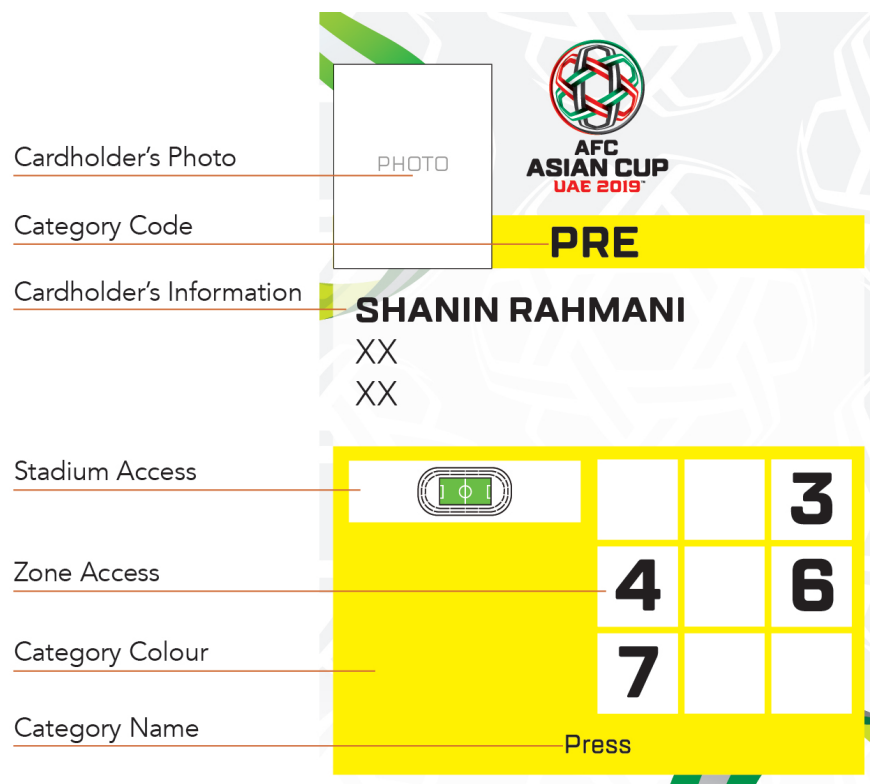 Cardholder's Photo
PHOTO
AFC
ASIAN CUP
UAE 2019™
Category Code
PRE
Cardholder's Information
SHANIN RAHMANI
XX
XX
Stadium Access
3
Zone Access
4 6
Category Colour
7
Category Name
Press